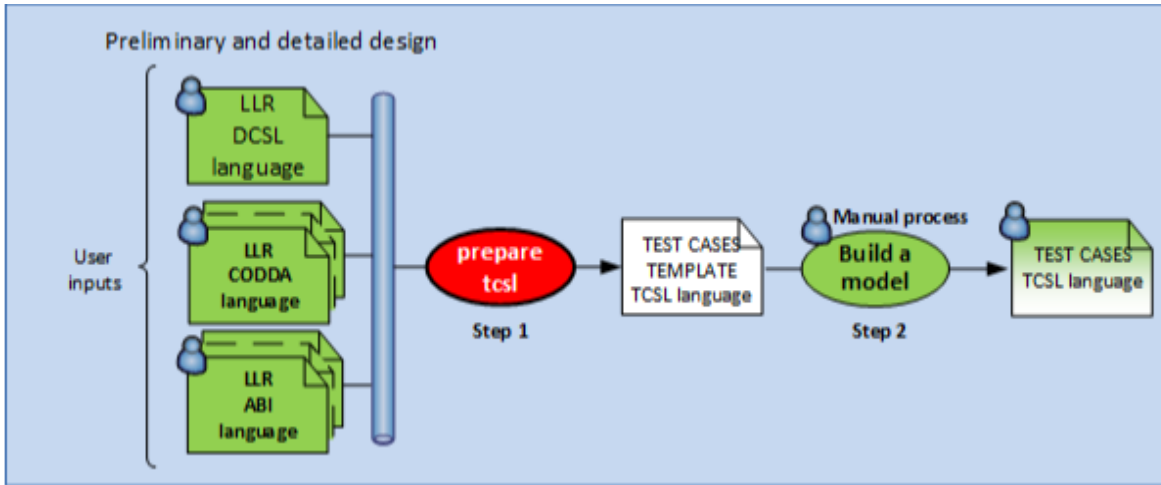 Preliminary and detailed design
User
inputs
LLR
DCSL
language
LLR
CODDA
language
LLR
ABI
language
prepare
tcsl
Step 1
TEST CASES
TEMPLATE
TCSL language
Manual process
Build a
model
Step 2
TEST CASES
TCSL language